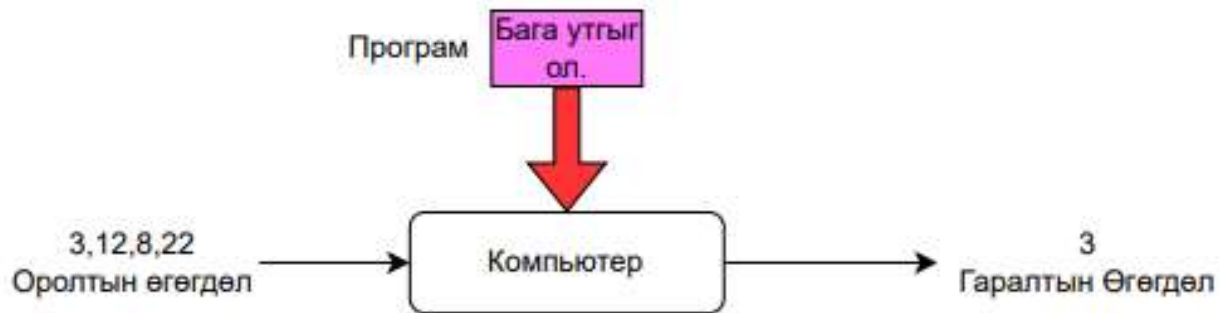 Програм
Бага утгыг
ол.
3,12,8,22
Оролтын өгөгдөл
Компьютер
3
Гаралтын Өгөгдөл